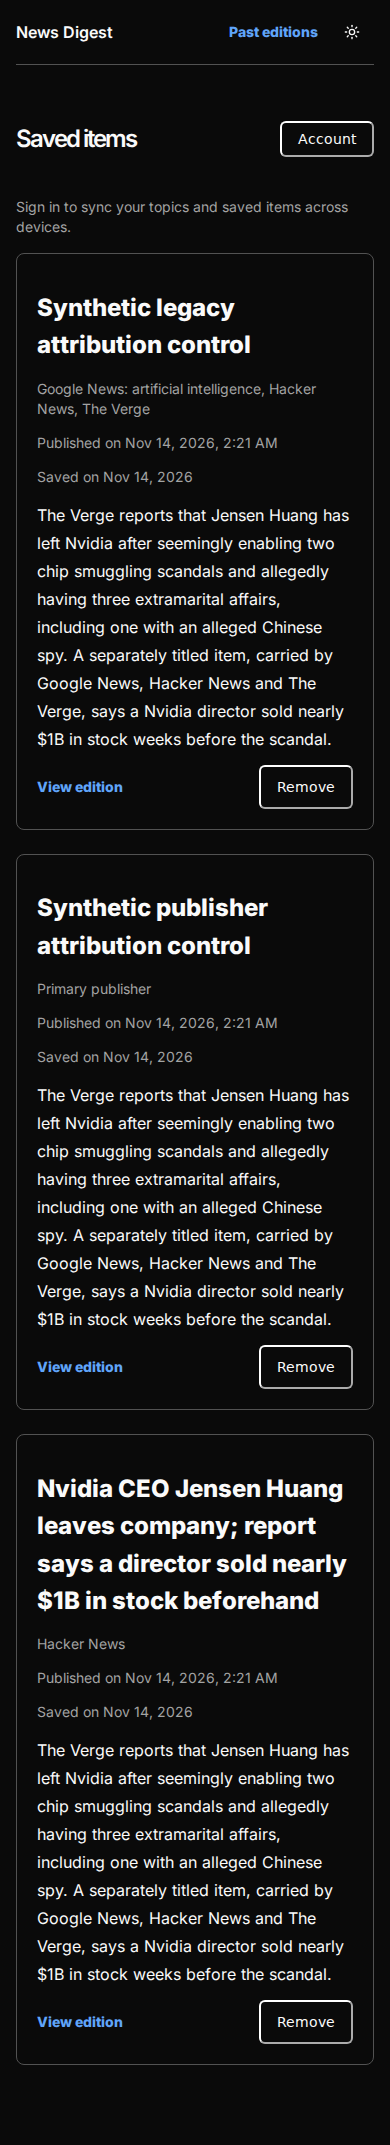 News Digest
Past editions
Saved items
Account
Sign in to sync your topics and saved items across
devices.
Synthetic legacy
attribution control
Google News: artificial intelligence, Hacker
News, The Verge
Published on Nov 14, 2026, 2:21 AM
Saved on Nov 14, 2026
The Verge reports that Jensen Huang has
left Nvidia after seemingly enabling two
chip smuggling scandals and allegedly
having three extramarital affairs,
including one with an alleged Chinese
spy. A separately titled item, carried by
Google News, Hacker News and The
Verge, says a Nvidia director sold nearly
$1B in stock weeks before the scandal.
View edition
Remove
Synthetic publisher
attribution control
Primary publisher
Published on Nov 14, 2026, 2:21 AM
Saved on Nov 14, 2026
The Verge reports that Jensen Huang has
left Nvidia after seemingly enabling two
chip smuggling scandals and allegedly
having three extramarital affairs,
including one with an alleged Chinese
spy. A separately titled item, carried by
Google News, Hacker News and The
Verge, says a Nvidia director sold nearly
$1B in stock weeks before the scandal.
View edition
Remove
Nvidia CEO Jensen Huang
leaves company; report
says a director sold nearly
$1B in stock beforehand
Hacker News
Published on Nov 14, 2026, 2:21 AM
Saved on Nov 14, 2026
The Verge reports that Jensen Huang has
left Nvidia after seemingly enabling two
chip smuggling scandals and allegedly
having three extramarital affairs,
including one with an alleged Chinese
spy. A separately titled item, carried by
Google News, Hacker News and The
Verge, says a Nvidia director sold nearly
$1B in stock weeks before the scandal.
View edition
Remove